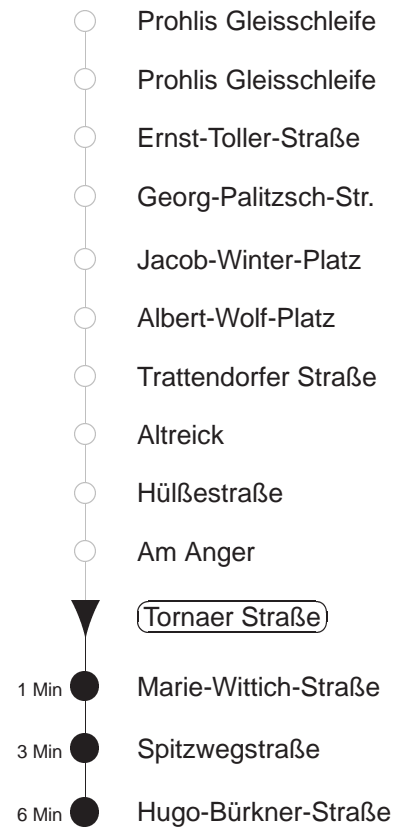 Prohlis Gleisschleife
Prohlis Gleisschleife
Ernst-Toller-Straße
Georg-Palitzsch-Str.
Jacob-Winter-Platz
Albert-Wolf-Platz
Trattendorfer Straße
Altreick
Hülßestraße
Am Anger
Tornaer Straße
1 Min Marie-Wittich-Straße
3 Min Spitzwegstraße
6 Min Hugo-Bürkner-Straße